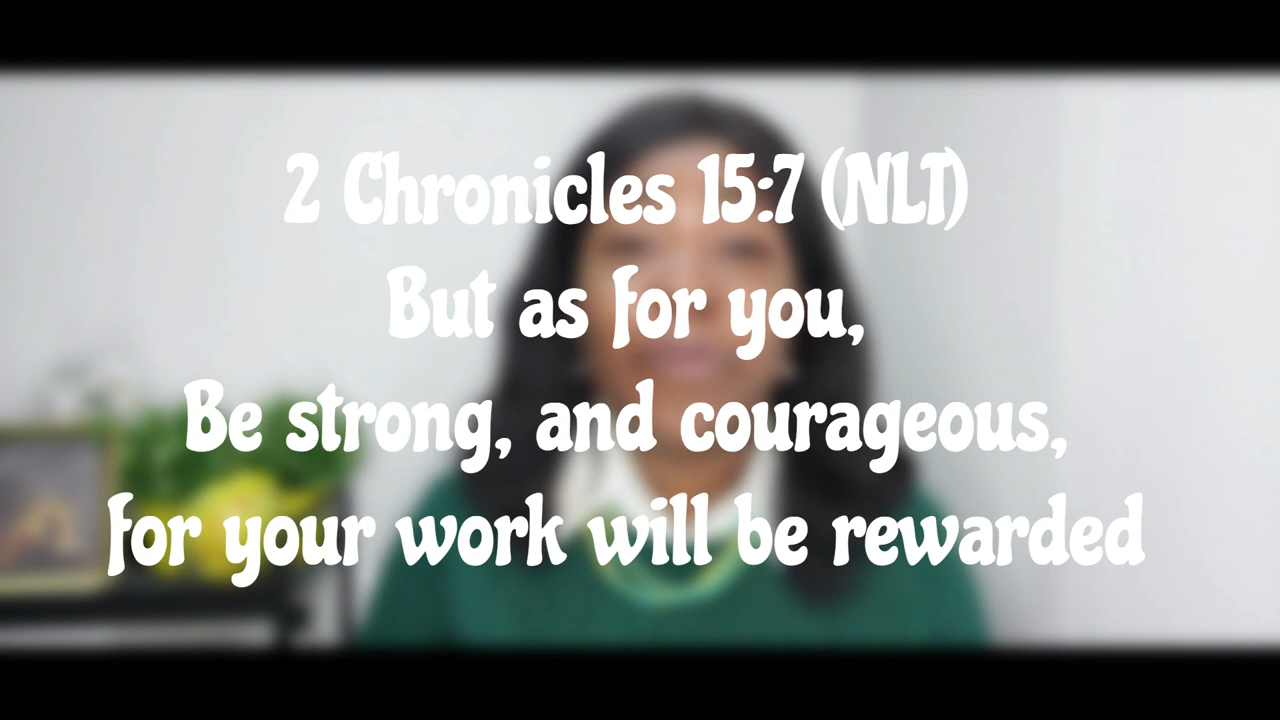 2 Chronicles 15:7 (NLT)
But as for you,
Be strong, and courageous,
for your work will be rewarded